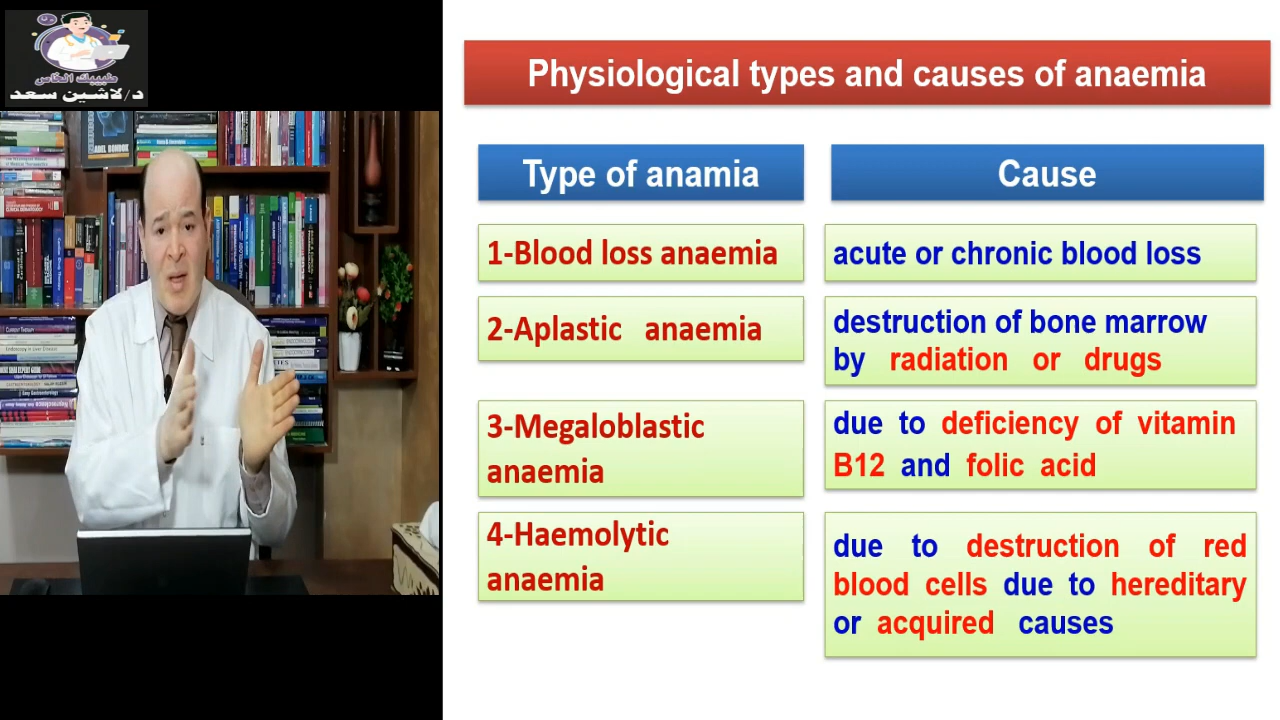 طبيبك الخاص
د/لاشين سعد
Physiological types and causes of anaemia
Type of anamia
Cause
1-Blood loss anaemia
acute or chronic blood loss
2-Aplastic anaemia
destruction of bone marrow
by radiation or drugs
3-Megaloblastic
anaemia
due to deficiency of vitamin
B12 and folic acid
4-Haemolytic
anaemia
due to destruction of red
blood cells due to hereditary
or acquired causes